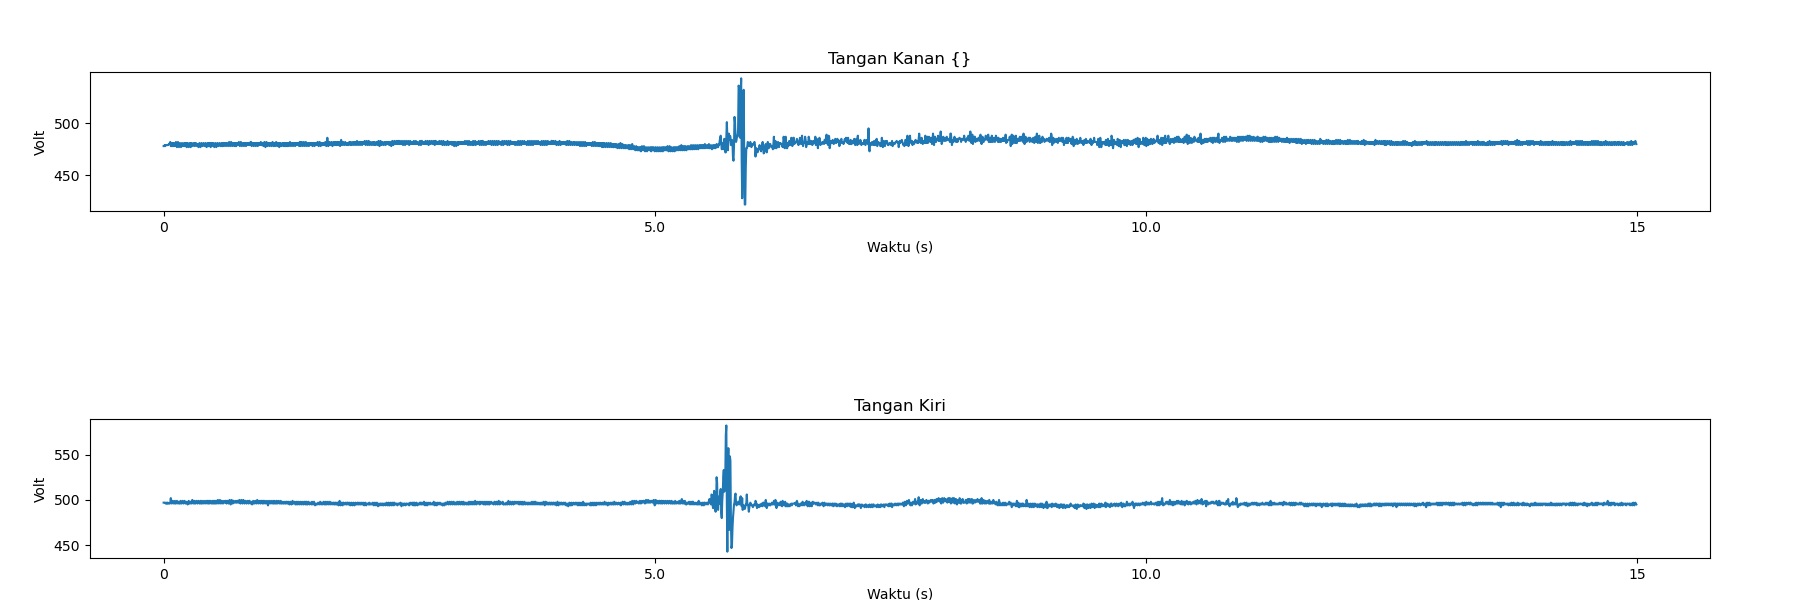 Tangan Kanan {}
Volt
500
450
0 5.0 10.0 15
Waktu (s)
Tangan Kiri
Volt
550
500
450
0 5.0 10.0 15
Waktu (s)